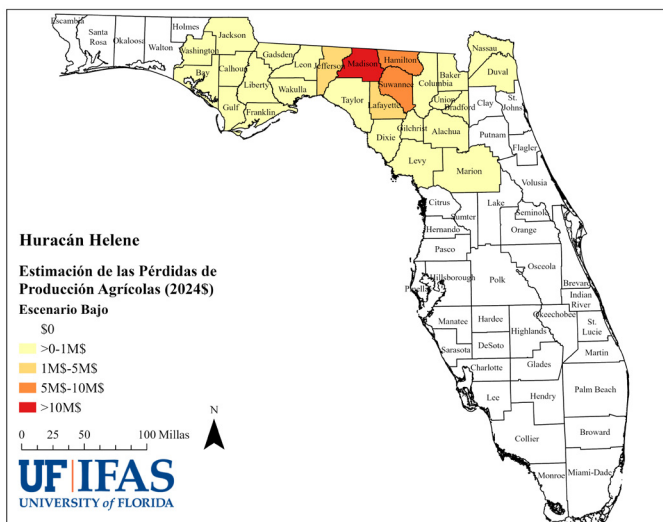 Escambia
Santa
Rosa
Okaloosa
Walton
Holmes
Washington
Jackson
Bay
Calhoun
Gulf
Liberty
Gadsden
Franklin
Leon
Wakulla
Jefferson
Madison
Taylor
Hamilton
Suwannee
Lafayette
Dixie
Columbia
Gilchrist
Levy
Baker
Union
Bradford
Alachua
Marion
Nassau
Duval
Clay
St.
Johns
Putnam
Flagler
Volusia
Citrus
Sumter
Lake
Hernando
Pasco
Seminole
Orange
Pinellas
Hillsborough
Polk
Osceola
Brevard
Indian
River
Manatee
Hardee
Highlands
Okeechobee
St.
Lucie
Sarasota
DeSoto
Martin
Charlotte
Glades
Lee
Hendry
Palm Beach
Collier
Broward
Monroe
Miami-Dade
Huracán Helene
Estimación de las Pérdidas de
Producción Agrícolas (2024$)
Escenario Bajo
$0
>0-1M$
1M$-5M$
5M$-10M$
>10M$
N
0 25 50 100 Millas
UF|IFAS
UNIVERSITY of FLORIDA